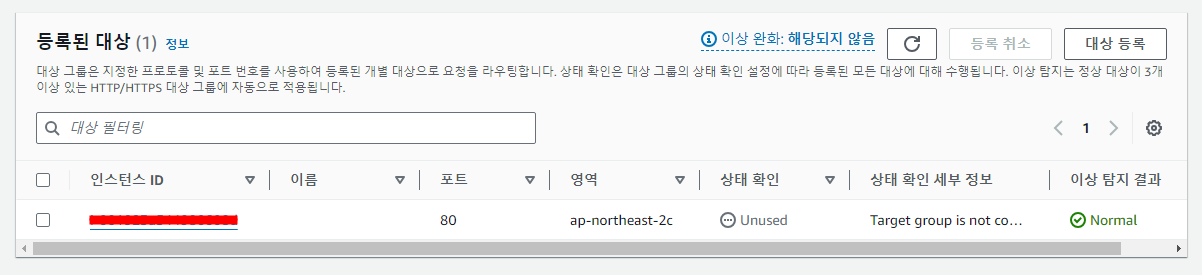 등록된 대상 (1) 정보
이상 완화: 해당되지 않음
등록 취소
대상 등록
대상 그룹은 지정한 프로토콜 및 포트 번호를 사용하여 등록된 개별 대상으로 요청을 라우팅합니다. 상태 확인은 대상 그룹의 상태 확인 설정에 따라 등록된 모든 대상에 대해 수행됩니다. 이상 탐지는 정상 대상이 3개
이상 있는 HTTP/HTTPS 대상 그룹에 자동으로 적용됩니다.
대상 필터링
1
인스턴스 ID 이름 포트 영역 상태 확인 상태 확인 세부 정보 이상 탐지 결과
80 ap-northeast-2c Unused Target group is not co... Normal